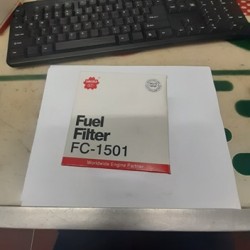 Fuel
Filter
FC-1501
Worldwide Engine Partner